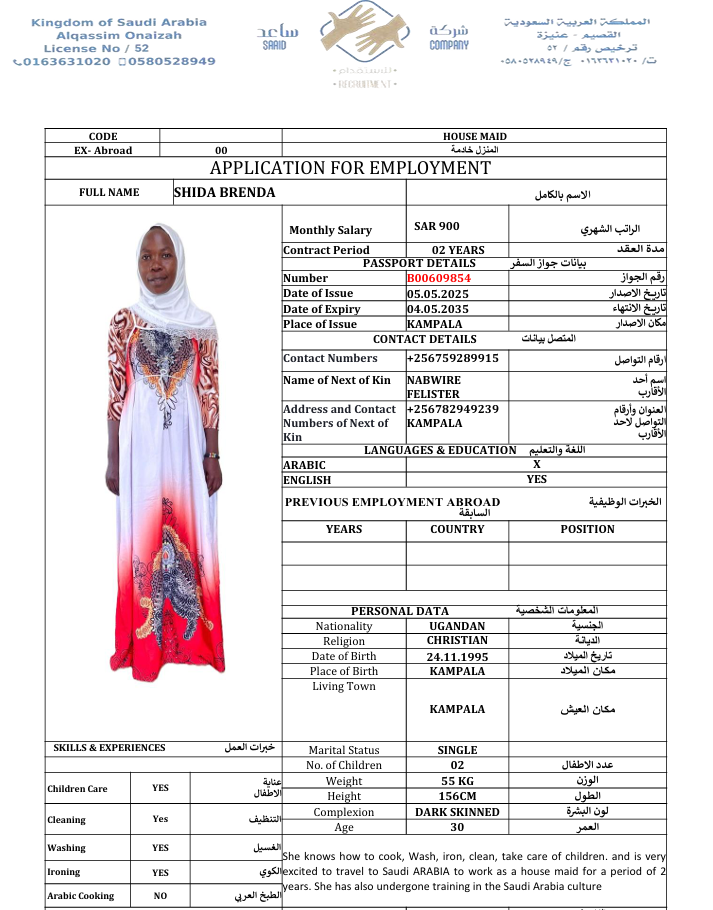 Kingdom of Saudi Arabia
Alqassim Onaizah
License No / 52
0163631020 0580528949
ساعد
SAAID
شركة
COMPANY
للاستقدام
RECRUITMENT
المملكة العربية السعودية
القصيم - عنيزة
ترخيص رقم / ٥٢
ت/ ٠١٦٣٦٣١٠٢٠ ج/٠٥٨٠٥٢٨٩٤٩
CODE HOUSE MAID
EX- Abroad 00 المنزل خادمة
APPLICATION FOR EMPLOYMENT
FULL NAME SHIDA BRENDA الاسم بالكامل
Monthly Salary SAR 900 الراتب الشهري
Contract Period 02 YEARS مدة العقد
PASSPORT DETAILS بيانات جواز السفر
Number B00609854 رقم الجواز
Date of Issue 05.05.2025 تاريخ الاصدار
Date of Expiry 04.05.2035 تاريخ الانتهاء
Place of Issue KAMPALA مكان الاصدار
CONTACT DETAILS المتصل بيانات
Contact Numbers +256759289915 ارقام التواصل
Name of Next of Kin NABWIRE FELISTER اسم أحد الأقارب
Address and Contact +256782949239 العنوان وأرقام
Numbers of Next of KAMPALA التواصل لاحد
Kin الأقارب
LANGUAGES & EDUCATION اللغة والتعليم
ARABIC X
ENGLISH YES
PREVIOUS EMPLOYMENT ABROAD الخبرات الوظيفية
السابقة
YEARS COUNTRY POSITION
PERSONAL DATA المعلومات الشخصية
Nationality UGANDAN الجنسية
Religion CHRISTIAN الديانة
Date of Birth 24.11.1995 تاريخ الميلاد
Place of Birth KAMPALA مكان الميلاد
Living Town KAMPALA مكان العيش
Marital Status SINGLE
No. of Children 02 عدد الاطفال
Weight 55 KG الوزن
Height 156CM الطول
Complexion DARK SKINNED لون البشرة
Age 30 العمر
SKILLS & EXPERIENCES خبرات العمل
Children Care YES عناية الاطفال
Cleaning Yes التنظيف
Washing YES الغسيل
Ironing YES الكوي
Arabic Cooking NO الطبخ العربي
She knows how to cook, Wash, iron, clean, take care of children. and is very
excited to travel to Saudi ARABIA to work as a house maid for a period of 2
years. She has also undergone training in the Saudi Arabia culture